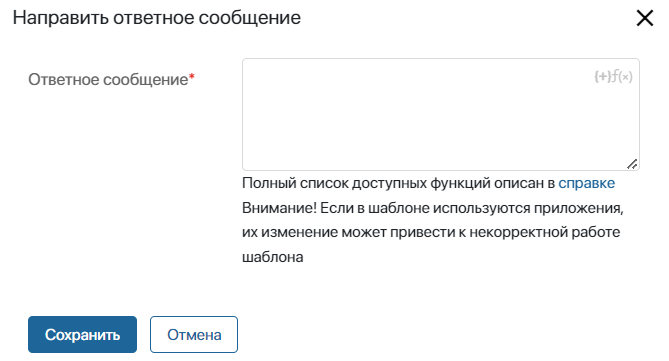 Направить ответное сообщение
Ответное сообщение*
{+}ƒ(x)
Полный список доступных функций описан в справке
Внимание! Если в шаблоне используются приложения,
их изменение может привести к некорректной работе
шаблона
Сохранить
Отмена